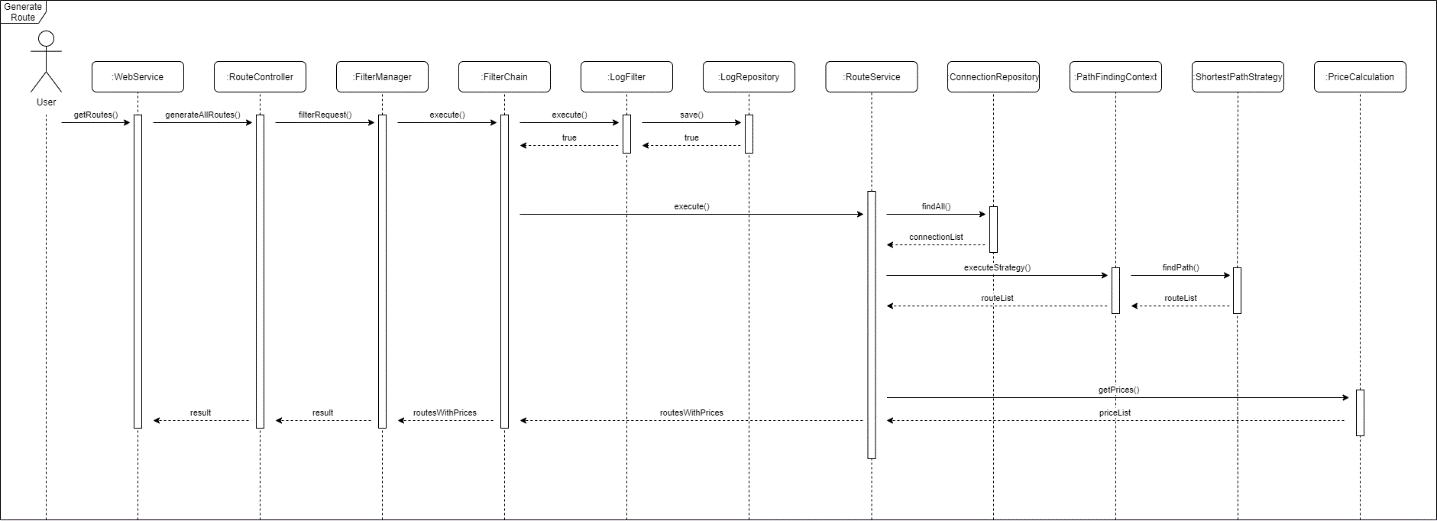 Generate
Route
User
:WebService
:RouteController
:FilterManager
:FilterChain
:LogFilter
:LogRepository
:RouteService
:ConnectionRepository
:PathFindingContext
:ShortestPathStrategy
:PriceCalculation
getRoutes()
generateAllRoutes()
filterRequest()
execute()
execute()
save()
true
true
execute()
findAll()
connectionList
executeStrategy()
findPath()
routeList
routeList
getPrices()
result
result
routesWithPrices
routesWithPrices
priceList